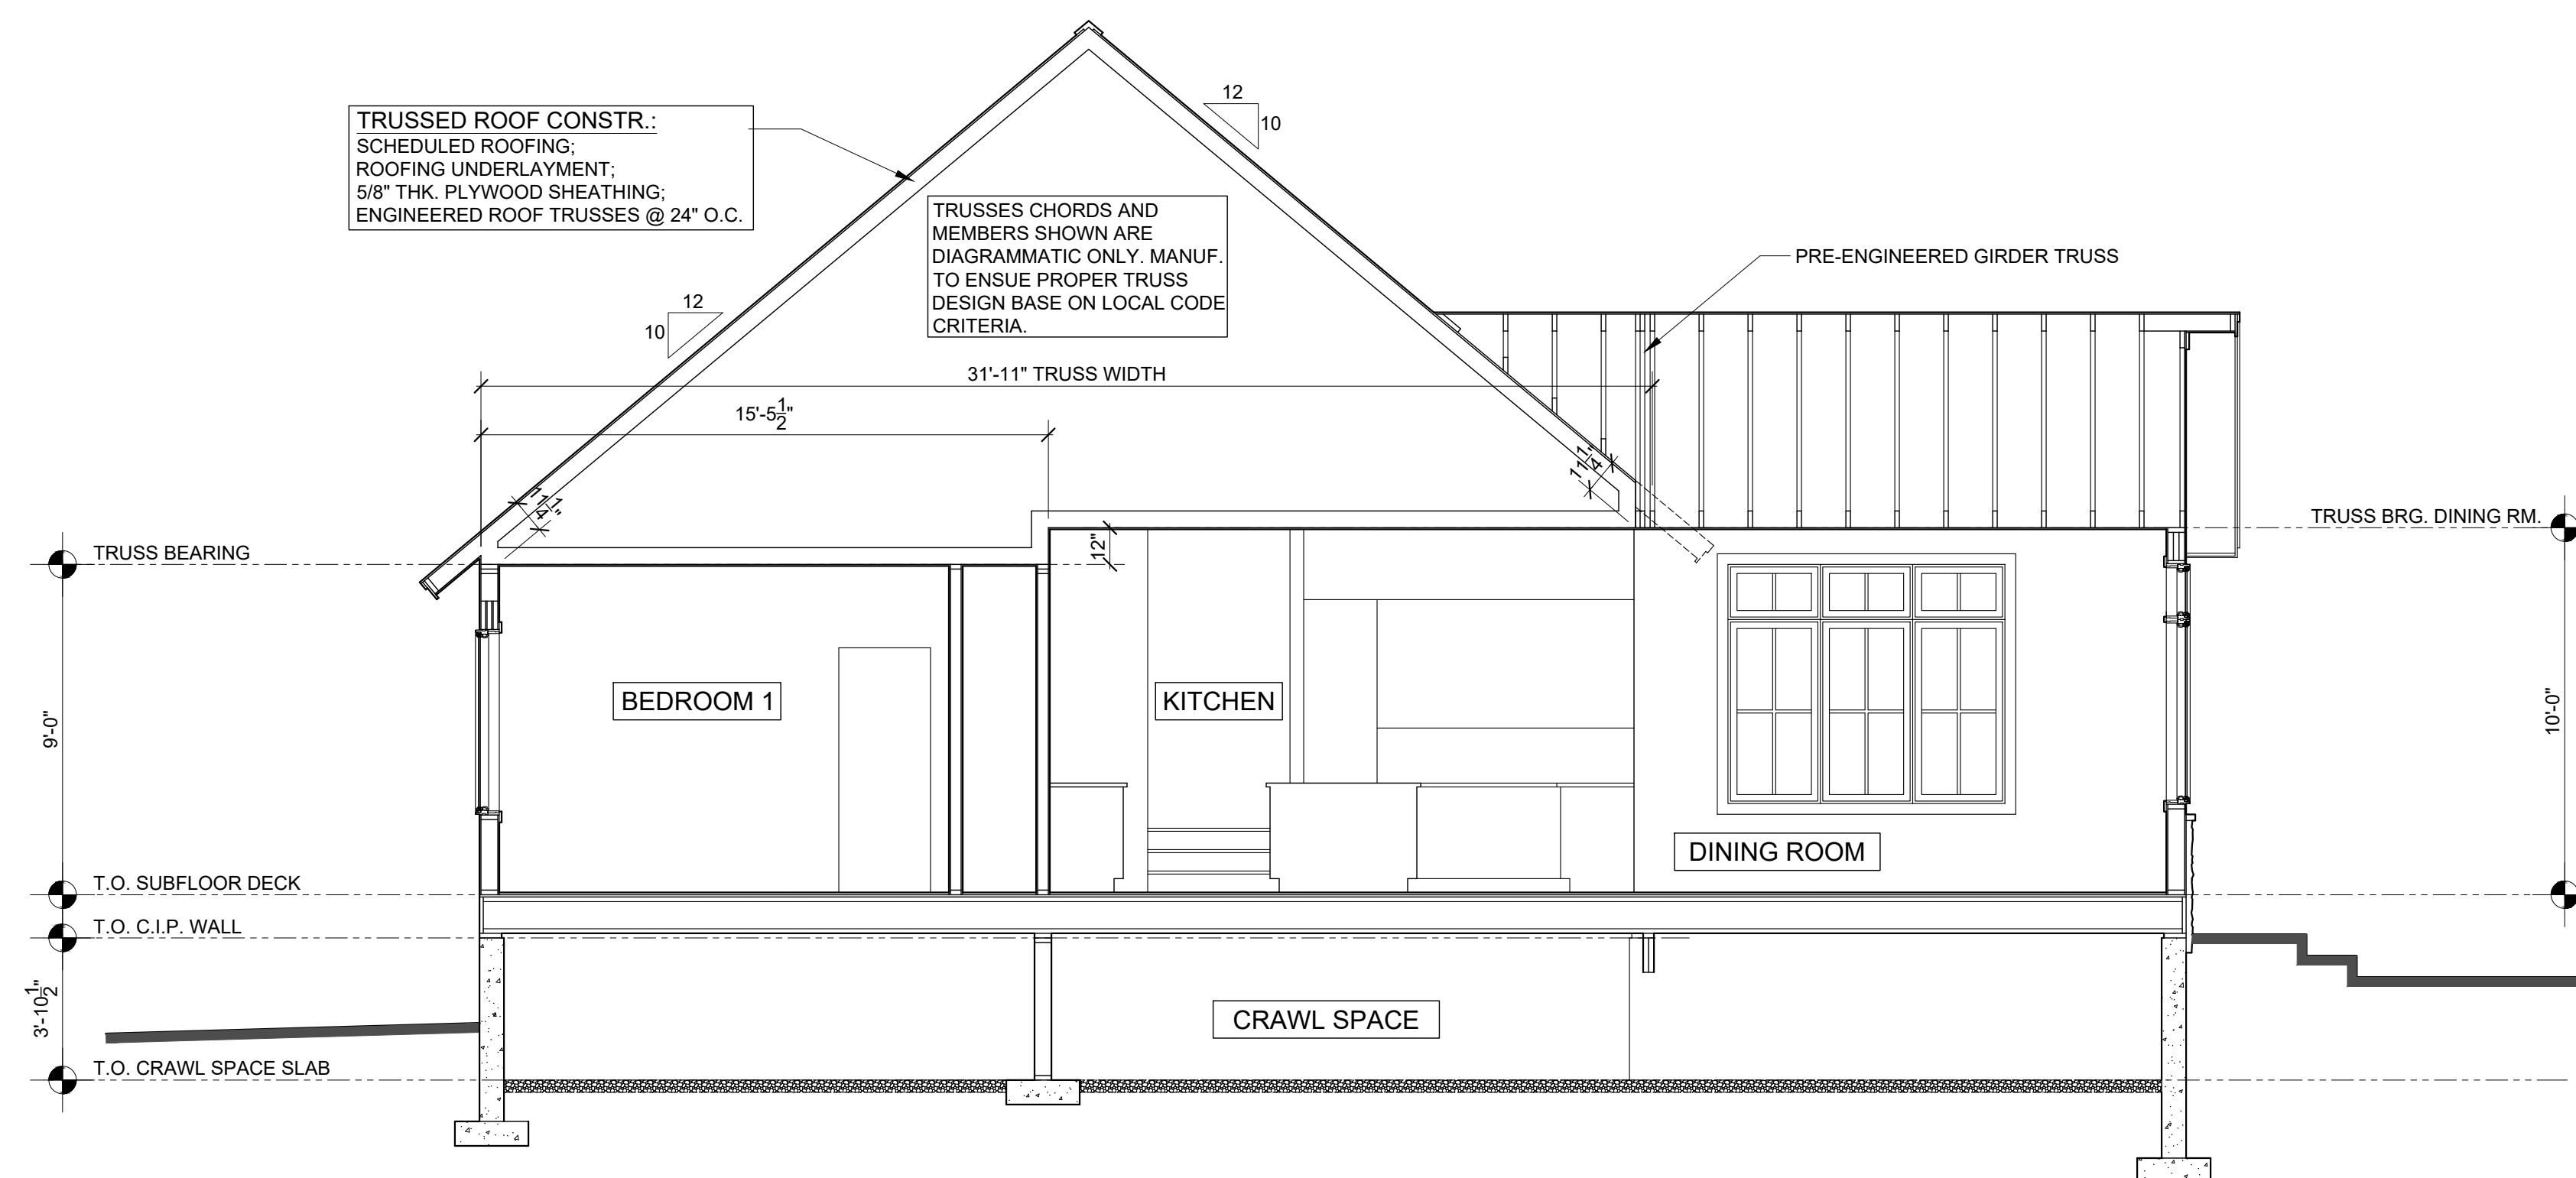 12
10
TRUSSED ROOF CONSTR.:
SCHEDULED ROOFING;
ROOFING UNDERLAYMENT;
5/8" THK. PLYWOOD SHEATHING;
ENGINEERED ROOF TRUSSES @ 24" O.C.
TRUSSES CHORDS AND
MEMBERS SHOWN ARE
DIAGRAMMATIC ONLY. MANUF.
TO ENSUE PROPER TRUSS
DESIGN BASE ON LOCAL CODE
CRITERIA.
PRE-ENGINEERED GIRDER TRUSS
12
10
31'-11" TRUSS WIDTH
15'-5 1/2"
11 1/4"
11 1/4"
TRUSS BRG. DINING RM.
TRUSS BEARING
12"
9'-0"
BEDROOM 1
KITCHEN
10'-0"
DINING ROOM
T.O. SUBFLOOR DECK
T.O. C.I.P. WALL
3'-10 1/2"
CRAWL SPACE
T.O. CRAWL SPACE SLAB